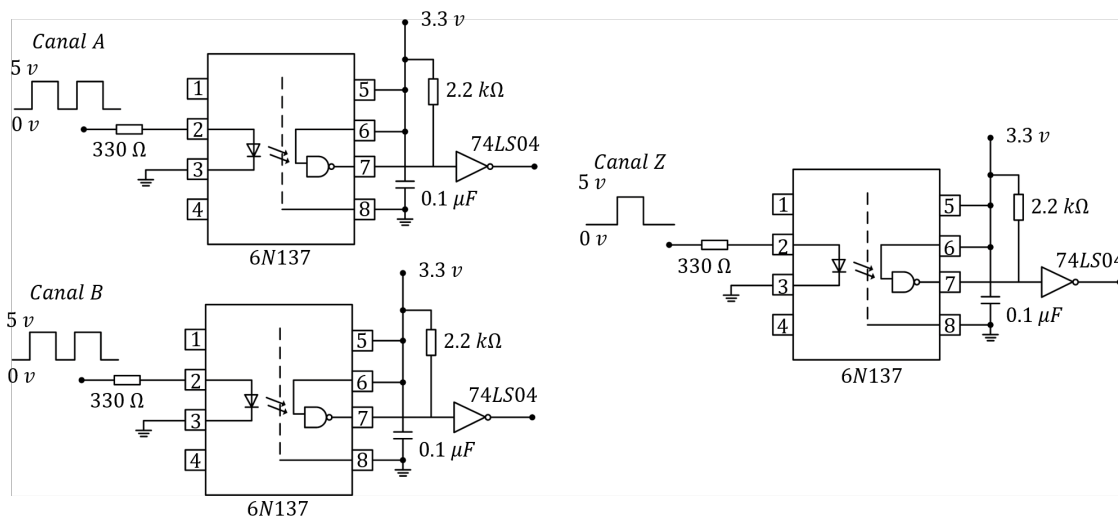 Canal A
5 v
0 v
330 Ω
1
2
3
4
5
6
7
8
3.3 v
2.2 kΩ
74LS04
0.1 μF
6N137
Canal B
5 v
0 v
330 Ω
1
2
3
4
5
6
7
8
3.3 v
2.2 kΩ
74LS04
0.1 μF
6N137
Canal Z
5 v
0 v
330 Ω
1
2
3
4
5
6
7
8
3.3 v
2.2 kΩ
74LS04
0.1 μF
6N137